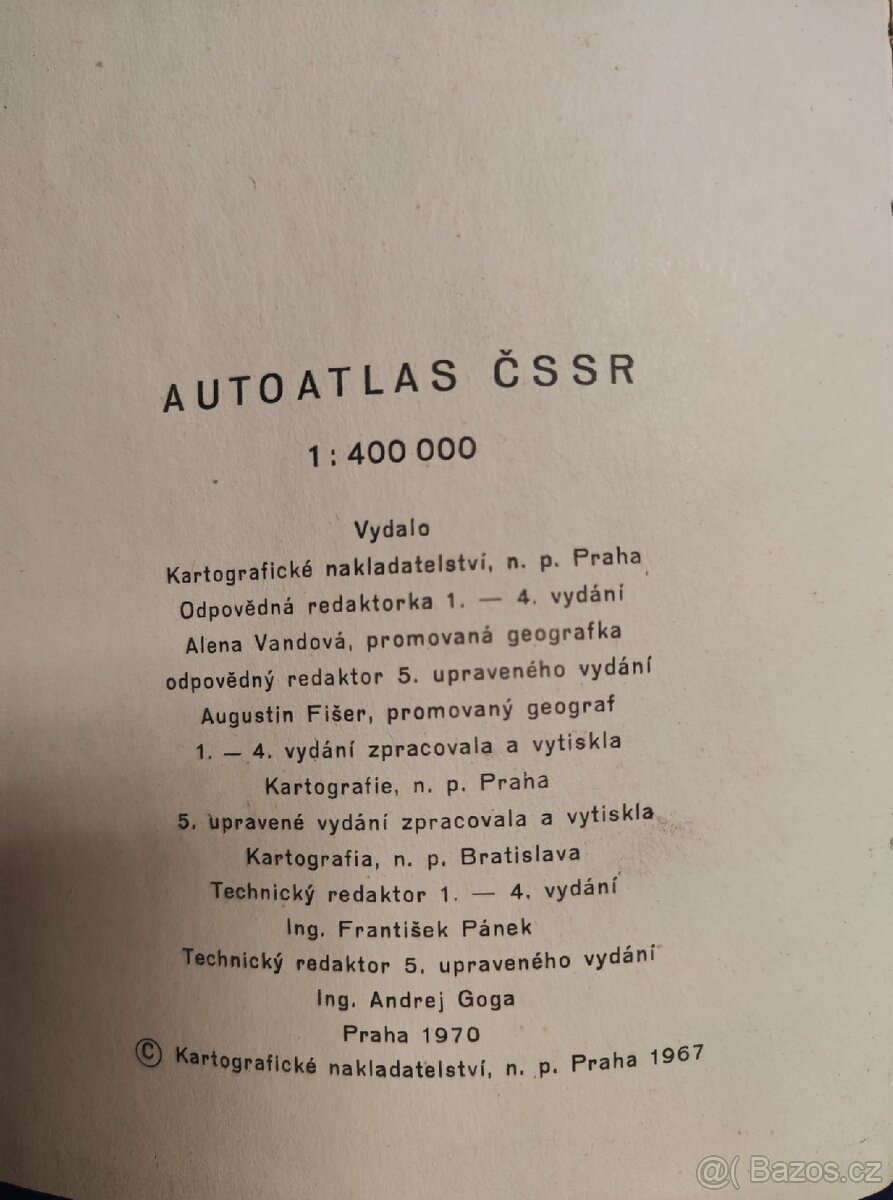 AUTOATLAS ČSSR
1 : 400 000
Vydalo
Kartografické nakladatelství, n. p. Praha
Odpovědná redaktorka 1. — 4. vydání
Alena Vandová, promovaná geografka
odpovědný redaktor 5. upraveného vydání
Augustin Fišer, promovaný geograf
1. — 4. vydání zpracovala a vytiskla
Kartografie, n. p. Praha
5. upravené vydání zpracovala a vytiskla
Kartografia, n. p. Bratislava
Technický redaktor 1. — 4. vydání
Ing. František Pánek
Technický redaktor 5. upraveného vydání
Ing. Andrej Goga
Praha 1970
© Kartografické nakladatelství, n. p. Praha 1967
@( Bazos.cz